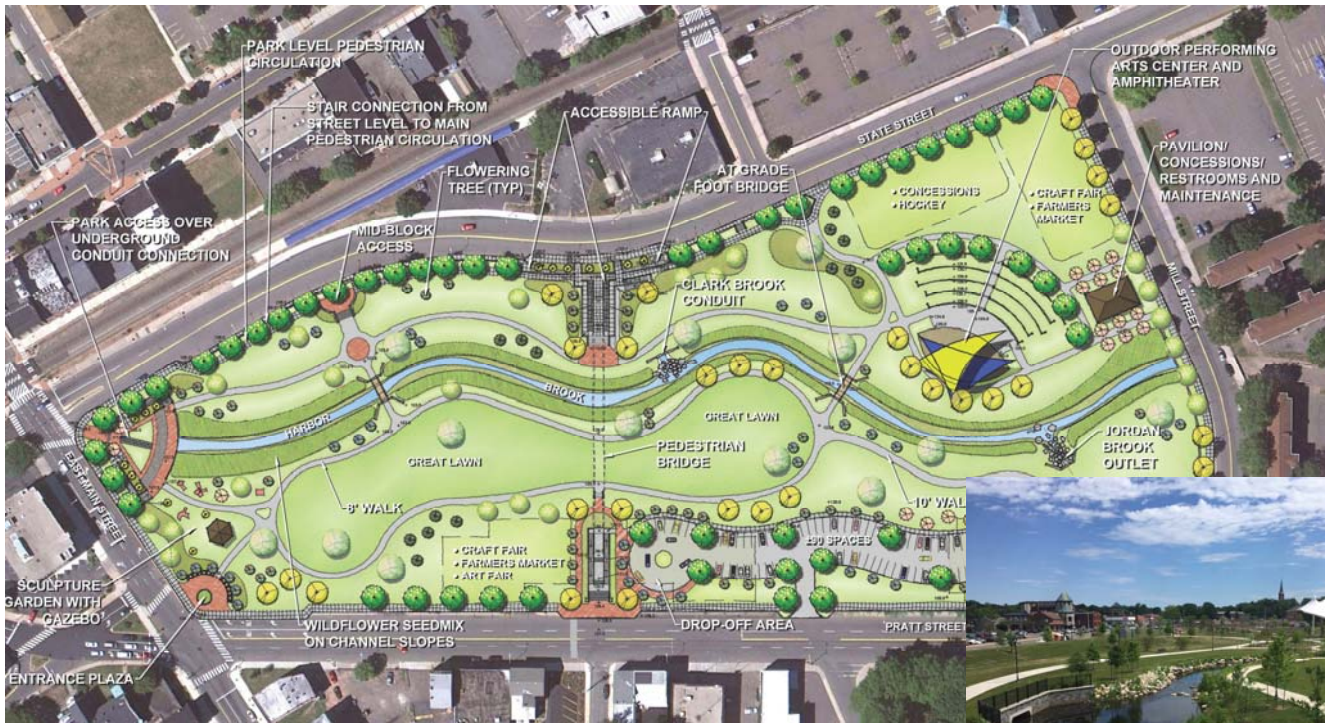 PARK LEVEL PEDESTRIAN
CIRCULATION
STAIR CONNECTION FROM
STREET LEVEL TO MAIN
PEDESTRIAN CIRCULATION
ACCESSIBLE RAMP
OUTDOOR PERFORMING
ARTS CENTER AND
AMPHITHEATER
STATE STREET
PAVILION/
CONCESSIONS/
RESTROOMS AND
MAINTENANCE
FLOWERING
TREE (TYP)
AT GRADE
FOOT BRIDGE
• CONCESSIONS
• HOCKEY
• CRAFT FAIR
• FARMERS
MARKET
PARK ACCESS OVER
UNDERGROUND
CONDUIT CONNECTION
MID-BLOCK
ACCESS
CLARK BROOK
CONDUIT
MILL STREET
HARBOR
BROOK
GREAT LAWN
GREAT LAWN
PEDESTRIAN
BRIDGE
JORDAN
BROOK
OUTLET
EAST MAIN STREET
8' WALK
10' WAL
±90 SPACES
• CRAFT FAIR
• FARMERS MARKET
• ART FAIR
SCULPTURE
GARDEN WITH
GAZEBO
WILDFLOWER SEEDMIX
ON CHANNEL SLOPES
DROP-OFF AREA
PRATT STREET
ENTRANCE PLAZA